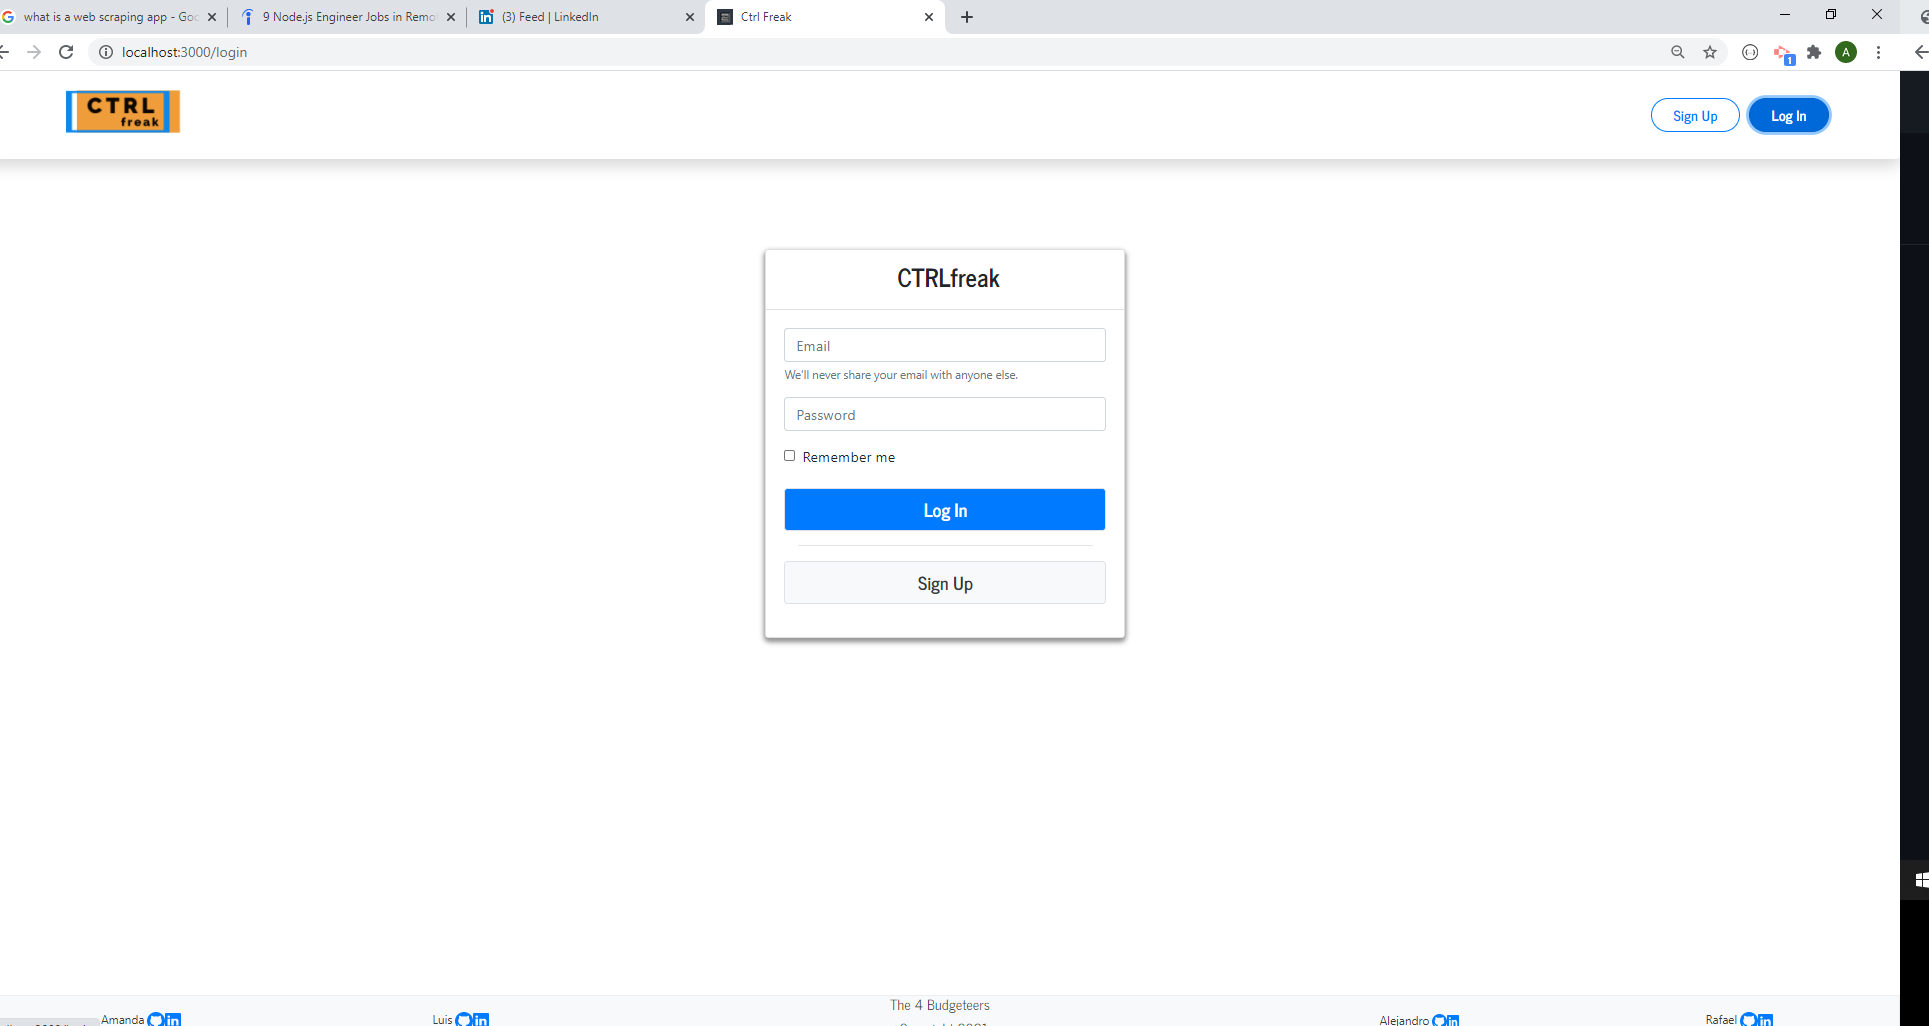 what is a web scraping app - Goo
9 Node.js Engineer Jobs in Remo
(3) Feed | LinkedIn
Ctrl Freak
localhost:3000/login
A
1
CTRL
freak
Sign Up
Log In
CTRLfreak
Email
We'll never share your email with anyone else.
Password
Remember me
Log In
Sign Up
The 4 Budgeteers
Amanda
Luis
Alejandro
Rafael